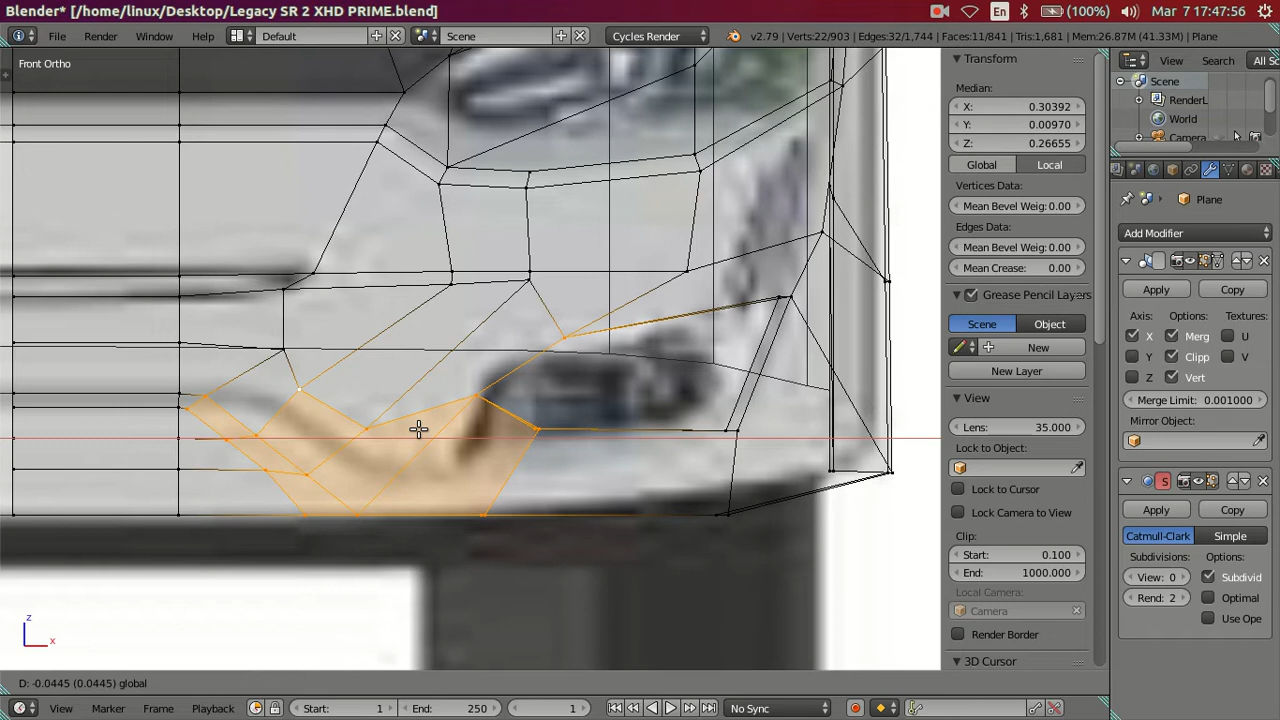 Blender* [/home/linux/Desktop/Legacy SR 2 XHD PRIME.blend]
En (100%) Mar 7 17:47:56
File Render Window Help Default Scene Cycles Render v2.79 | Verts:22/903 | Edges:32/1,744 | Faces:11/841 | Tris:1,681 | Mem:26.87M (41.33M) | Plane
Front Ortho
Transform
Median:
X: 0.30392
Y: 0.00970
Z: 0.26655
Global Local
Vertices Data:
Mean Bevel Weig: 0.00
Edges Data:
Mean Bevel Weig: 0.00
Mean Crease: 0.00
Grease Pencil Layers
Scene Object
New
New Layer
View
Lens: 35.000
Lock to Object:
Lock to Cursor
Lock Camera to View
Clip:
Start: 0.100
End: 1000.000
Local Camera:
Camera
Render Border
3D Cursor
View Search All Sc
Scene
RenderL
World
Camera
Plane
Add Modifier
Apply Copy
Axis: Options: Textures:
X Merg U
Y Clipp V
Z Vert
Merge Limit: 0.001000
Mirror Object:
S
Apply Copy
Catmull-Clark Simple
Subdivisions: Options:
View: 0 Subdivid
Rend: 2 Optimal
Use Ope
z
x
D: -0.0445 (0.0445) global
View Marker Frame Playback Start: 1 End: 250 1 No Sync